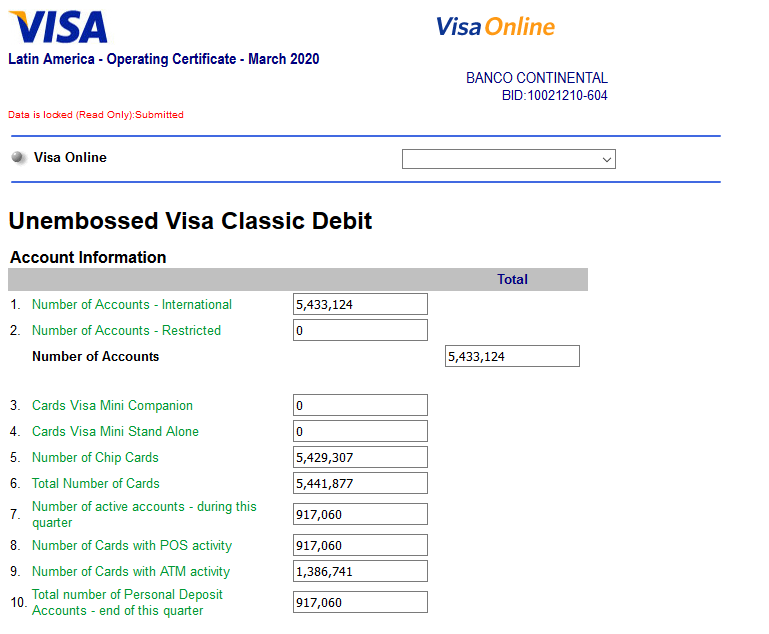 VISA
Visa Online
Latin America - Operating Certificate - March 2020
BANCO CONTINENTAL
BID:10021210-604
Data is locked (Read Only):Submitted
Visa Online
Unembossed Visa Classic Debit
Account Information
Total
1. Number of Accounts - International 5,433,124
2. Number of Accounts - Restricted 0
Number of Accounts 5,433,124
3. Cards Visa Mini Companion 0
4. Cards Visa Mini Stand Alone 0
5. Number of Chip Cards 5,429,307
6. Total Number of Cards 5,441,877
7. Number of active accounts - during this
quarter 917,060
8. Number of Cards with POS activity 917,060
9. Number of Cards with ATM activity 1,386,741
10. Total number of Personal Deposit
Accounts - end of this quarter 917,060